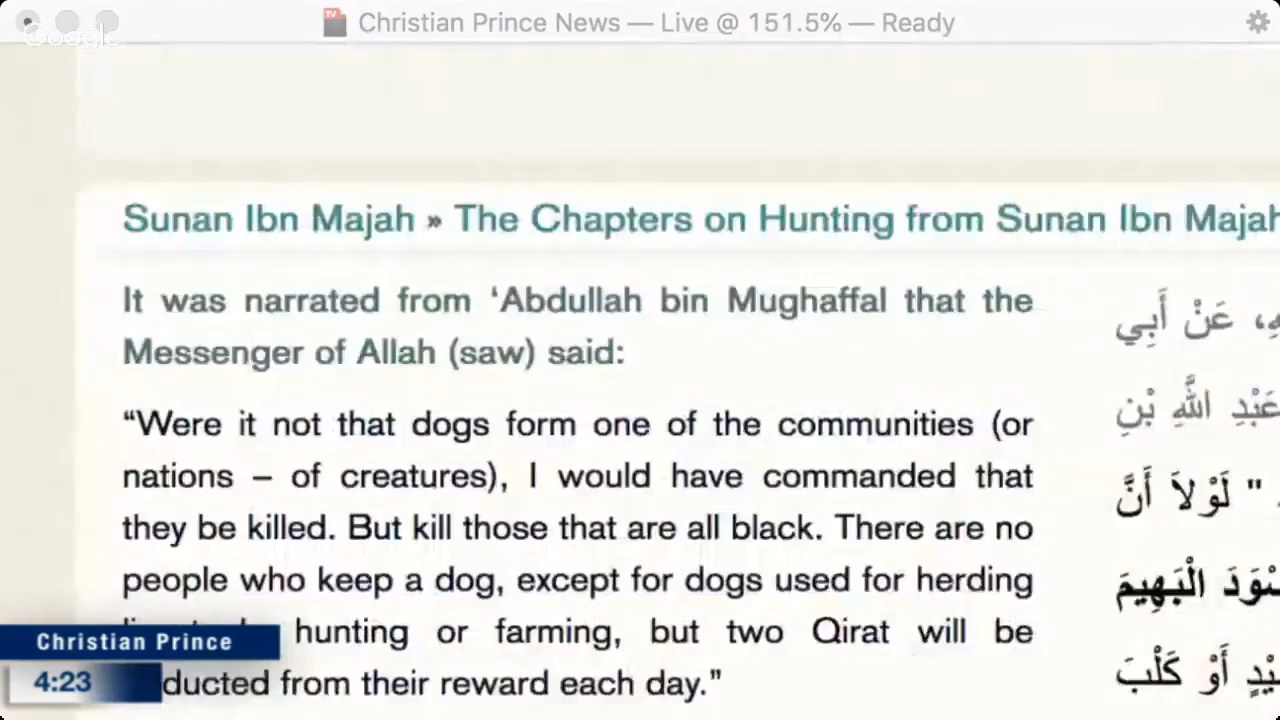 Christian Prince News — Live @ 151.5% — Ready
Google
Sunan Ibn Majah » The Chapters on Hunting from Sunan Ibn Majah
It was narrated from ‘Abdullah bin Mughaffal that the
Messenger of Allah (saw) said:
“Were it not that dogs form one of the communities (or
nations – of creatures), I would have commanded that
they be killed. But kill those that are all black. There are no
people who keep a dog, except for dogs used for herding
hunting or farming, but two Qirat will be
ducted from their reward each day.”
عَنْ أَبِي
عَبْدِ اللَّهِ بْنِ
" لَوْلاَ أَنَّ
الْبَهِيمَ
أَوْ كَلْبَ
Christian Prince
4:23